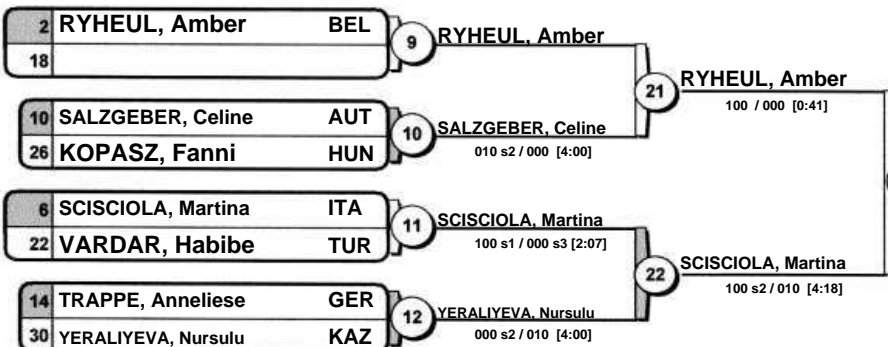 2 RYHEUL, Amber BEL
18
9
RYHEUL, Amber
10 SALZGEBER, Celine AUT
26 KOPASZ, Fanni HUN
10
SALZGEBER, Celine
010 s2 / 000 [4:00]
21
RYHEUL, Amber
100 / 000 [0:41]
6 SCISCIOLA, Martina ITA
22 VARDAR, Habibe TUR
11
SCISCIOLA, Martina
100 s1 / 000 s3 [2:07]
14 TRAPPE, Anneliese GER
30 YERALIYEVA, Nursulu KAZ
12
YERALIYEVA, Nursulu
000 s2 / 010 [4:00]
22
SCISCIOLA, Martina
100 s2 / 010 [4:18]